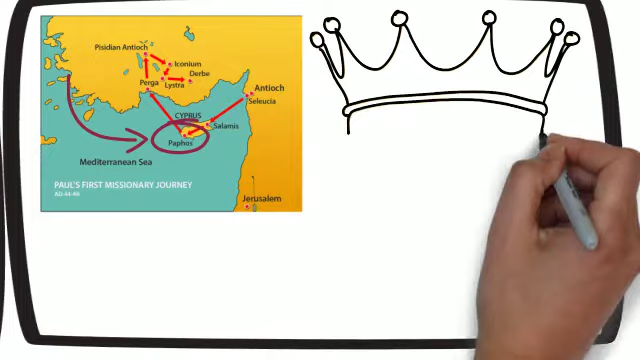 Pisidian Antioch
Iconium
Derbe
Perga
Lystra
Antioch
Seleucia
CYPRUS
Salamis
Paphos
Mediterranean Sea
PAUL'S FIRST MISSIONARY JOURNEY
AD 44-46
Jerusalem